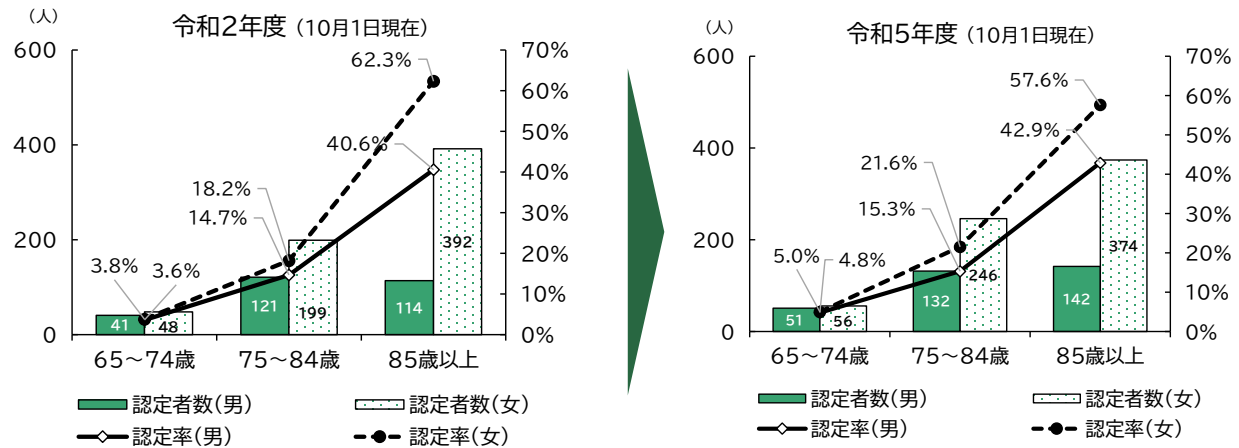 令和2年度 (10月1日現在)
(人)
600
400
200
0
70%
60%
50%
40%
30%
20%
10%
0%
62.3%
40.6%
18.2%
14.7%
3.8%
3.6%
41
48
121
199
114
392
65～74歳
75～84歳
85歳以上
認定者数(男)
認定者数(女)
認定率(男)
認定率(女)
令和5年度 (10月1日現在)
(人)
600
400
200
0
70%
60%
50%
40%
30%
20%
10%
0%
57.6%
42.9%
21.6%
15.3%
5.0%
4.8%
51
56
132
246
142
374
65～74歳
75～84歳
85歳以上
認定者数(男)
認定者数(女)
認定率(男)
認定率(女)